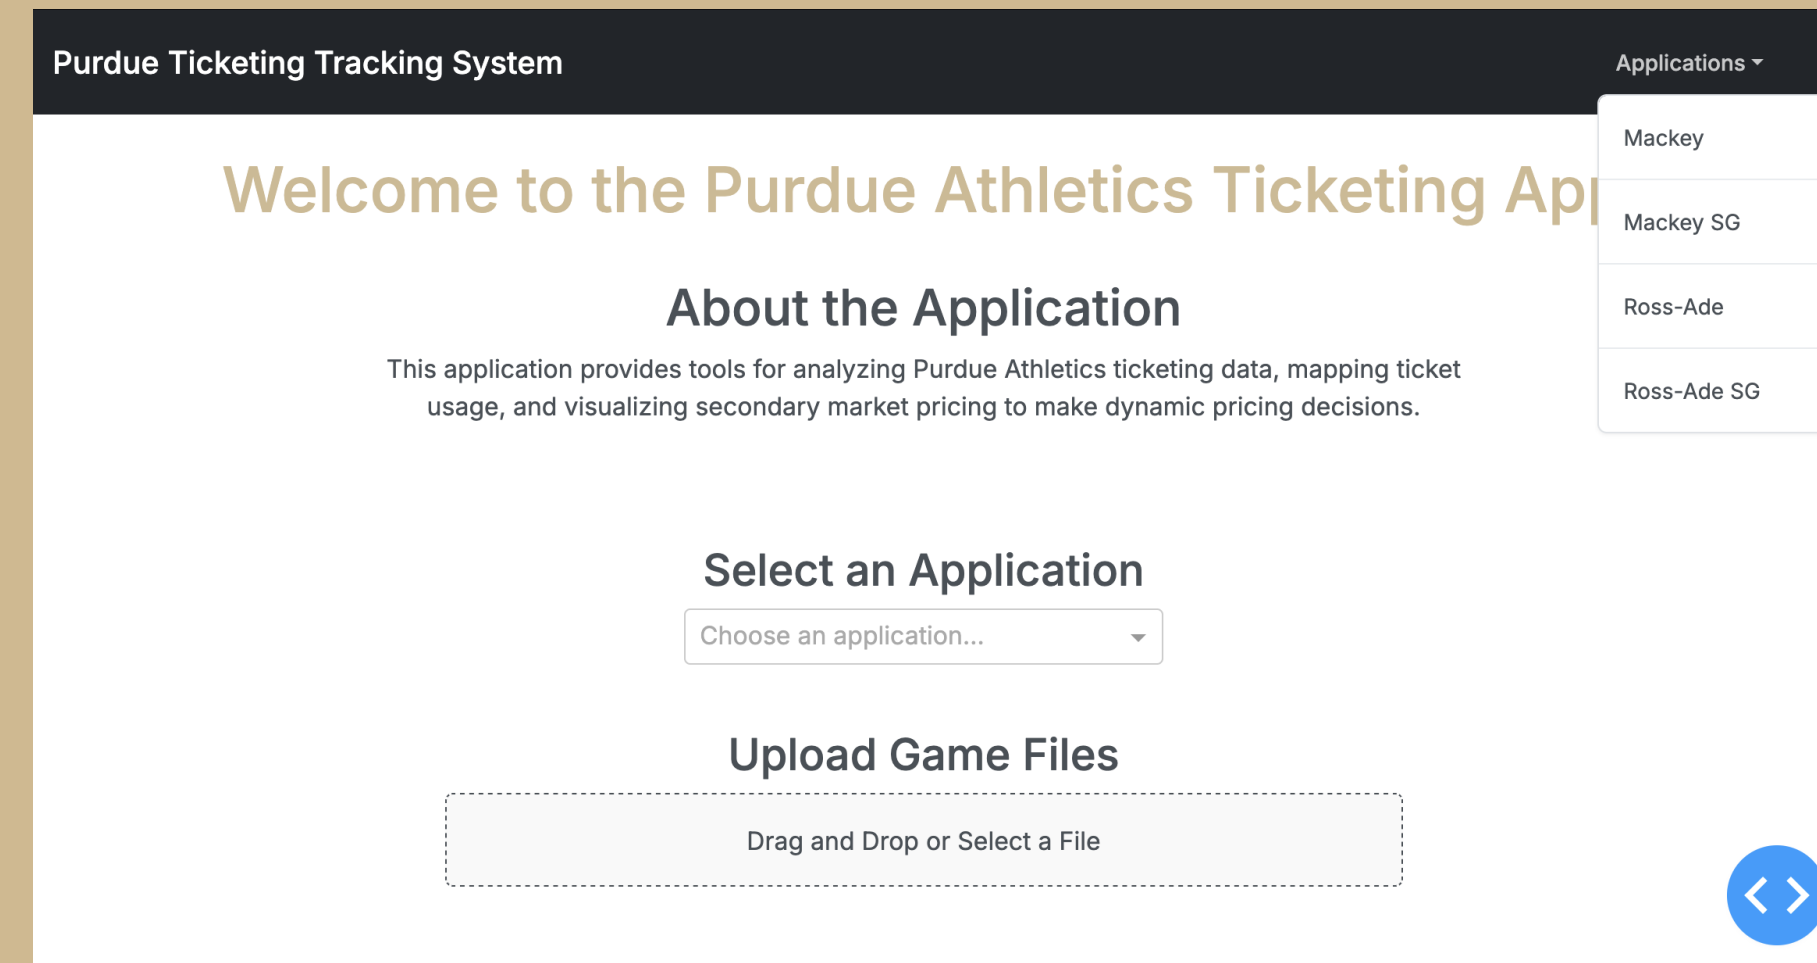 Purdue Ticketing Tracking System
Applications
Mackey
Mackey SG
Ross-Ade
Ross-Ade SG
Welcome to the Purdue Athletics Ticketing
About the Application
This application provides tools for analyzing Purdue Athletics ticketing data, mapping ticket
usage, and visualizing secondary market pricing to make dynamic pricing decisions.
Select an Application
Choose an application...
Upload Game Files
Drag and Drop or Select a File